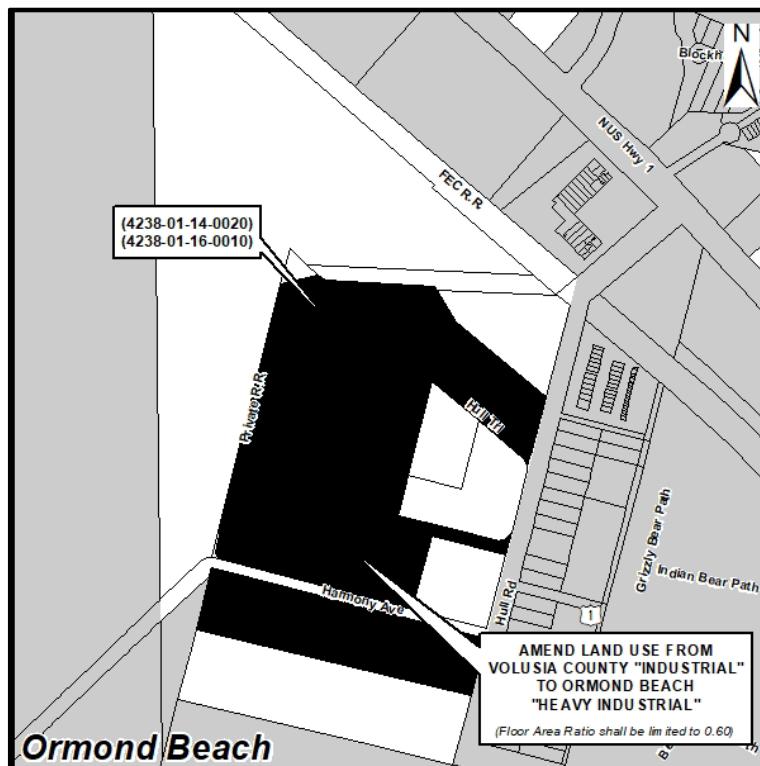 N
Blockh
N US Hwy 1
FEC R.R.
(4238-01-14-0020)
(4238-01-16-0010)
Private R.R.
Hull Trl
Grizzly Bear Path
Indian Bear Path
Harmony Ave
Hull Rd
1
AMEND LAND USE FROM
VOLUSIA COUNTY "INDUSTRIAL"
TO ORMOND BEACH
"HEAVY INDUSTRIAL"
(Floor Area Ratio shall be limited to 0.60)
Ormond Beach